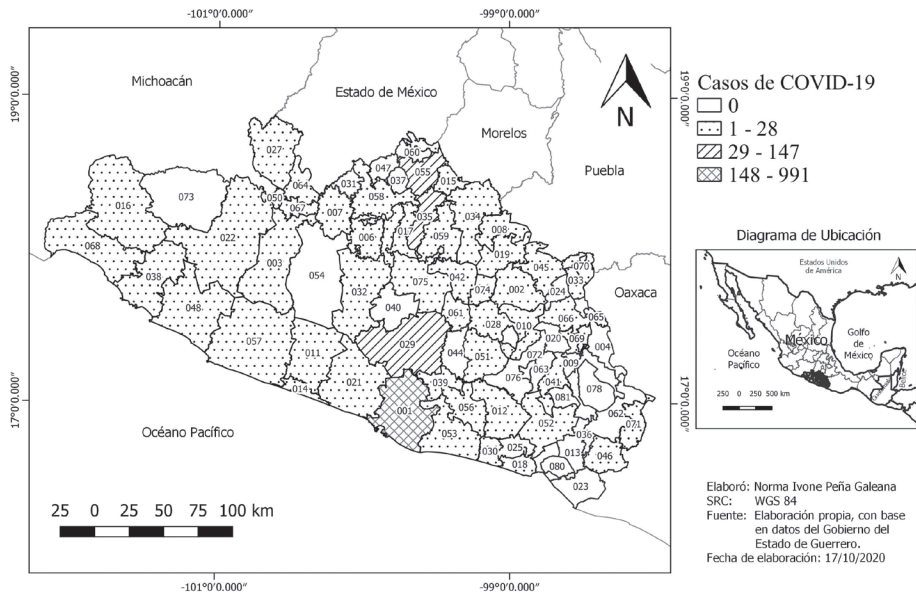 -101°0′0.000″
-99°0′0.000″
Michoacán
Estado de México
Morelos
Puebla
Oaxaca
Océano Pacífico
N
19°0′0.000″
19°0′0.000″
17°0′0.000″
17°0′0.000″
060
027
047
055
037
015
064
031
050
058
067
016
073
007
035
034
022
006
017
059
008
068
003
019
038
054
045
070
032
075
042
033
074
002
024
048
040
061
066
065
028
010
057
029
020
069
004
011
044
051
072
009
063
021
014
039
076
041
078
081
001
056
012
062
053
052
071
036
030
025
013
046
018
080
023
25 0 25 50 75 100 km
-101°0′0.000″
-99°0′0.000″
Casos de COVID-19
0
1 - 28
29 - 147
148 - 991
Diagrama de Ubicación
Estados Unidos
de América
N
México
Golfo
de
México
Océano
Pacífico
250 0 250 500 km
Elaboró: Norma Ivone Peña Galeana
SRC: WGS 84
Fuente: Elaboración propia, con base
en datos del Gobierno del
Estado de Guerrero.
Fecha de elaboración: 17/10/2020